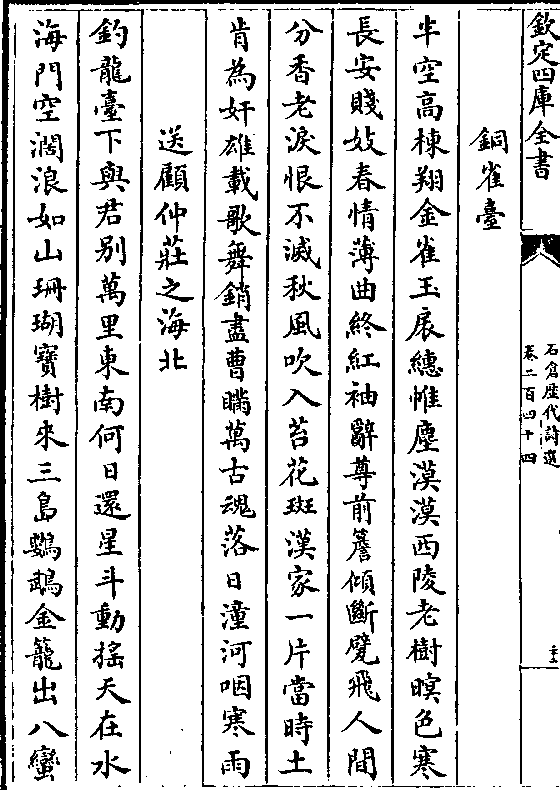 欽定四庫全書
石倉歴代詩選
卷二百四十四
銅雀臺
半空高棟翔金雀玉扆繐帷塵漠漠西陵老樹暝色寒
長安賤妓春情薄曲終紅袖辭尊前簷傾斷甓飛人間
分香老淚恨不滅秋風吹入苔花斑漢家一片當時土
肯為奸雄載歌舞銷盡曹瞞萬古魂落日潼河咽寒雨
送顧仲莊之海北
釣龍臺下與君别萬里東南何日還星斗動揺天在水
海門空濶浪如山珊瑚寳樹來三島鸚鵡金籠出八蠻